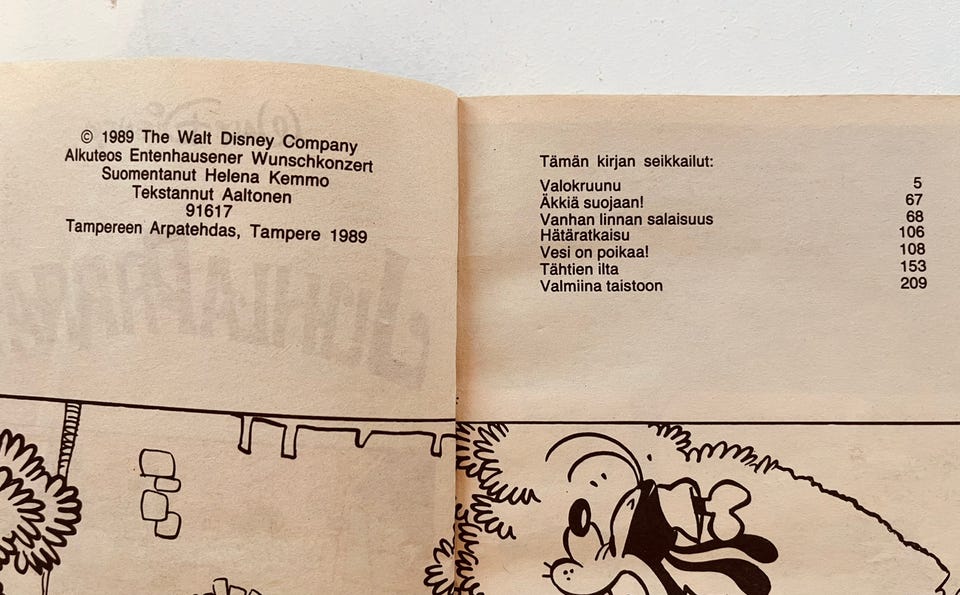 © 1989 The Walt Disney Company
Alkuteos Entenhausener Wunschkonzert
Suomentanut Helena Kemmo
Tekstannut Aaltonen
91617
Tampereen Arpatehdas, Tampere 1989
Tämän kirjan seikkailut:
Valokruunu 5
Äkkiä suojaan! 67
Vanhan linnan salaisuus 68
Hätäratkaisu 106
Vesi on poikaa! 108
Tähtien ilta 153
Valmiina taistoon 209